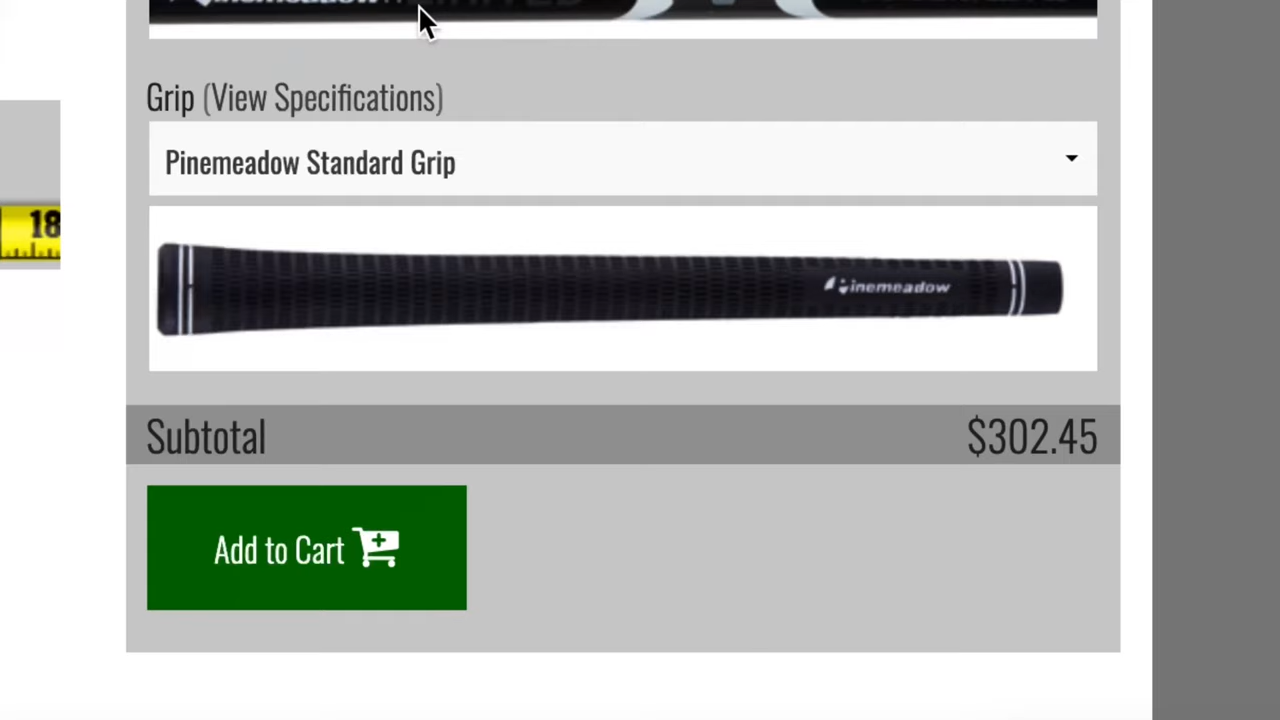 Grip (View Specifications)
Pinemeadow Standard Grip
18
Pinemeadow
Subtotal
$302.45
Add to Cart